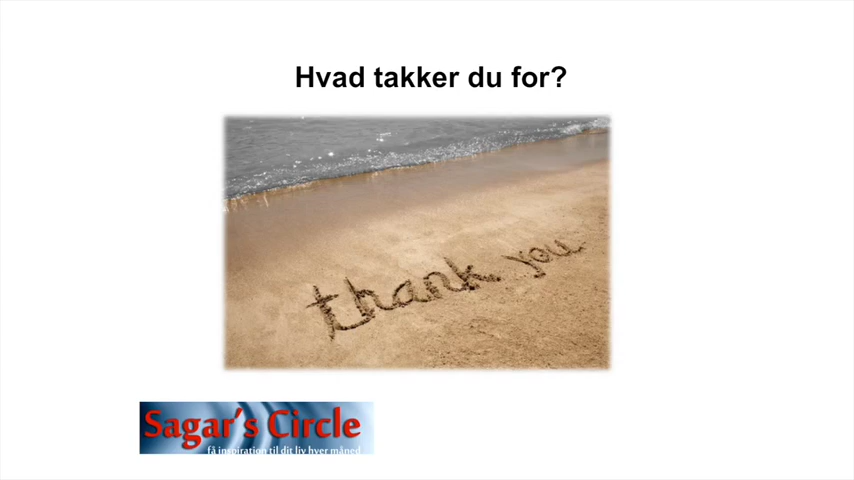 Hvad takker du for?
thank you
Sagar's Circle
få inspiration til dit liv hver måned